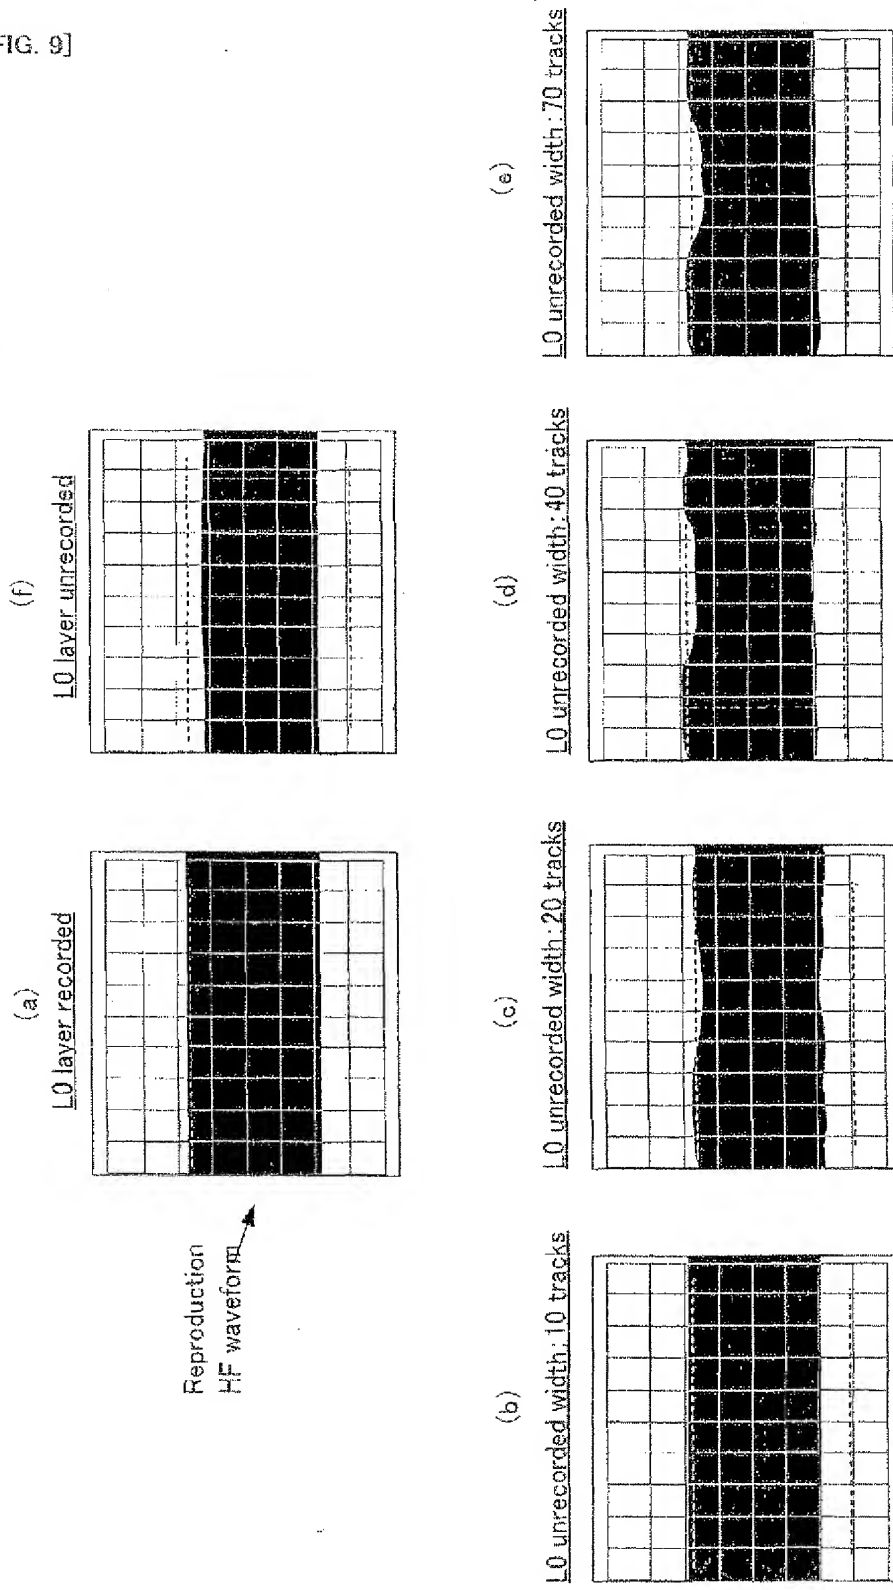 FIG. 9]
(a)
L0 layer recorded
Reproduction
HF waveform
(f)
L0 layer unrecorded
(b)
L0 unrecorded width: 10 tracks
(c)
L0 unrecorded width: 20 tracks
(d)
L0 unrecorded width: 40 tracks
(e)
L0 unrecorded width: 70 tracks